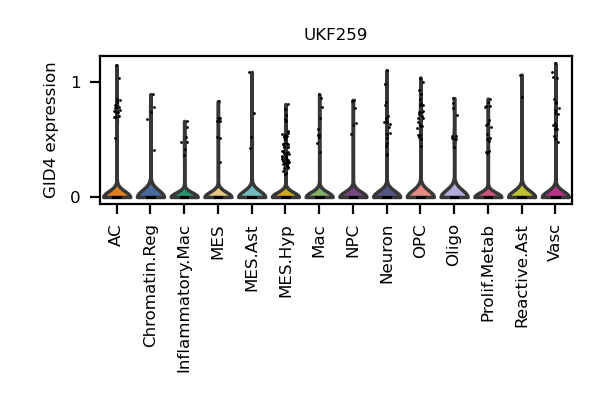 UKF259
GID4 expression
1
0
AC
Chromatin.Reg
Inflammatory.Mac
MES
MES.Ast
MES.Hyp
Mac
NPC
Neuron
OPC
Oligo
Prolif.Metab
Reactive.Ast
Vasc